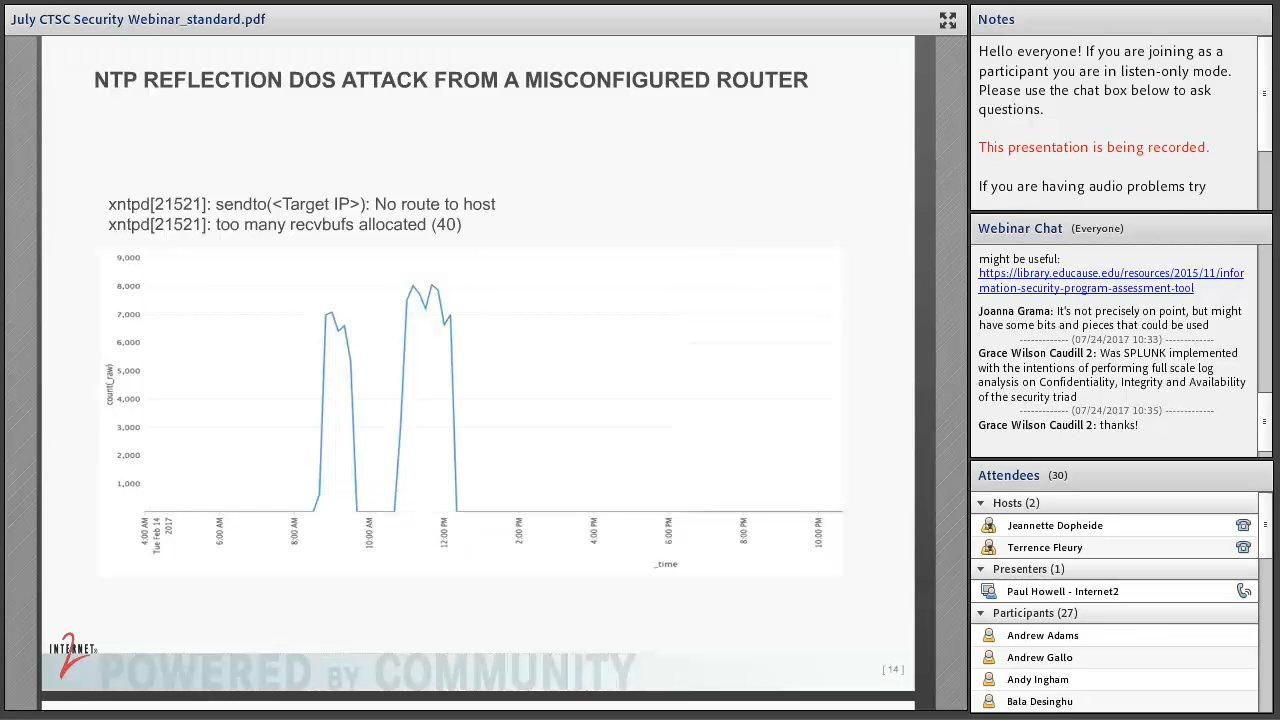 July CTSC Security Webinar_standard.pdf
NTP REFLECTION DOS ATTACK FROM A MISCONFIGURED ROUTER
xntpd[21521]: sendto(<Target IP>): No route to host
xntpd[21521]: too many recvbufs allocated (40)
9,000
8,000
7,000
6,000
5,000
4,000
3,000
2,000
1,000
count(_raw)
4:00 AM
Tue Feb 14
2017
6:00 AM
8:00 AM
10:00 AM
12:00 PM
2:00 PM
4:00 PM
6:00 PM
8:00 PM
10:00 PM
_time
INTERNET
2
POWERED BY COMMUNITY
[ 14 ]
Notes
Hello everyone! If you are joining as a
participant you are in listen-only mode.
Please use the chat box below to ask
questions.
This presentation is being recorded.
If you are having audio problems try
Webinar Chat (Everyone)
might be useful:
https://library.educause.edu/resources/2015/11/infor
mation-security-program-assessment-tool
Joanna Grama: It's not precisely on point, but might
have some bits and pieces that could be used
------------ (07/24/2017 10:33) ------------
Grace Wilson Caudill 2: Was SPLUNK implemented
with the intentions of performing full scale log
analysis on Confidentiality, Integrity and Availability
of the security triad
------------ (07/24/2017 10:35) ------------
Grace Wilson Caudill 2: thanks!
Attendees (30)
Hosts (2)
Jeannette Dopheide
Terrence Fleury
Presenters (1)
Paul Howell - Internet2
Participants (27)
Andrew Adams
Andrew Gallo
Andy Ingham
Bala Desinghu